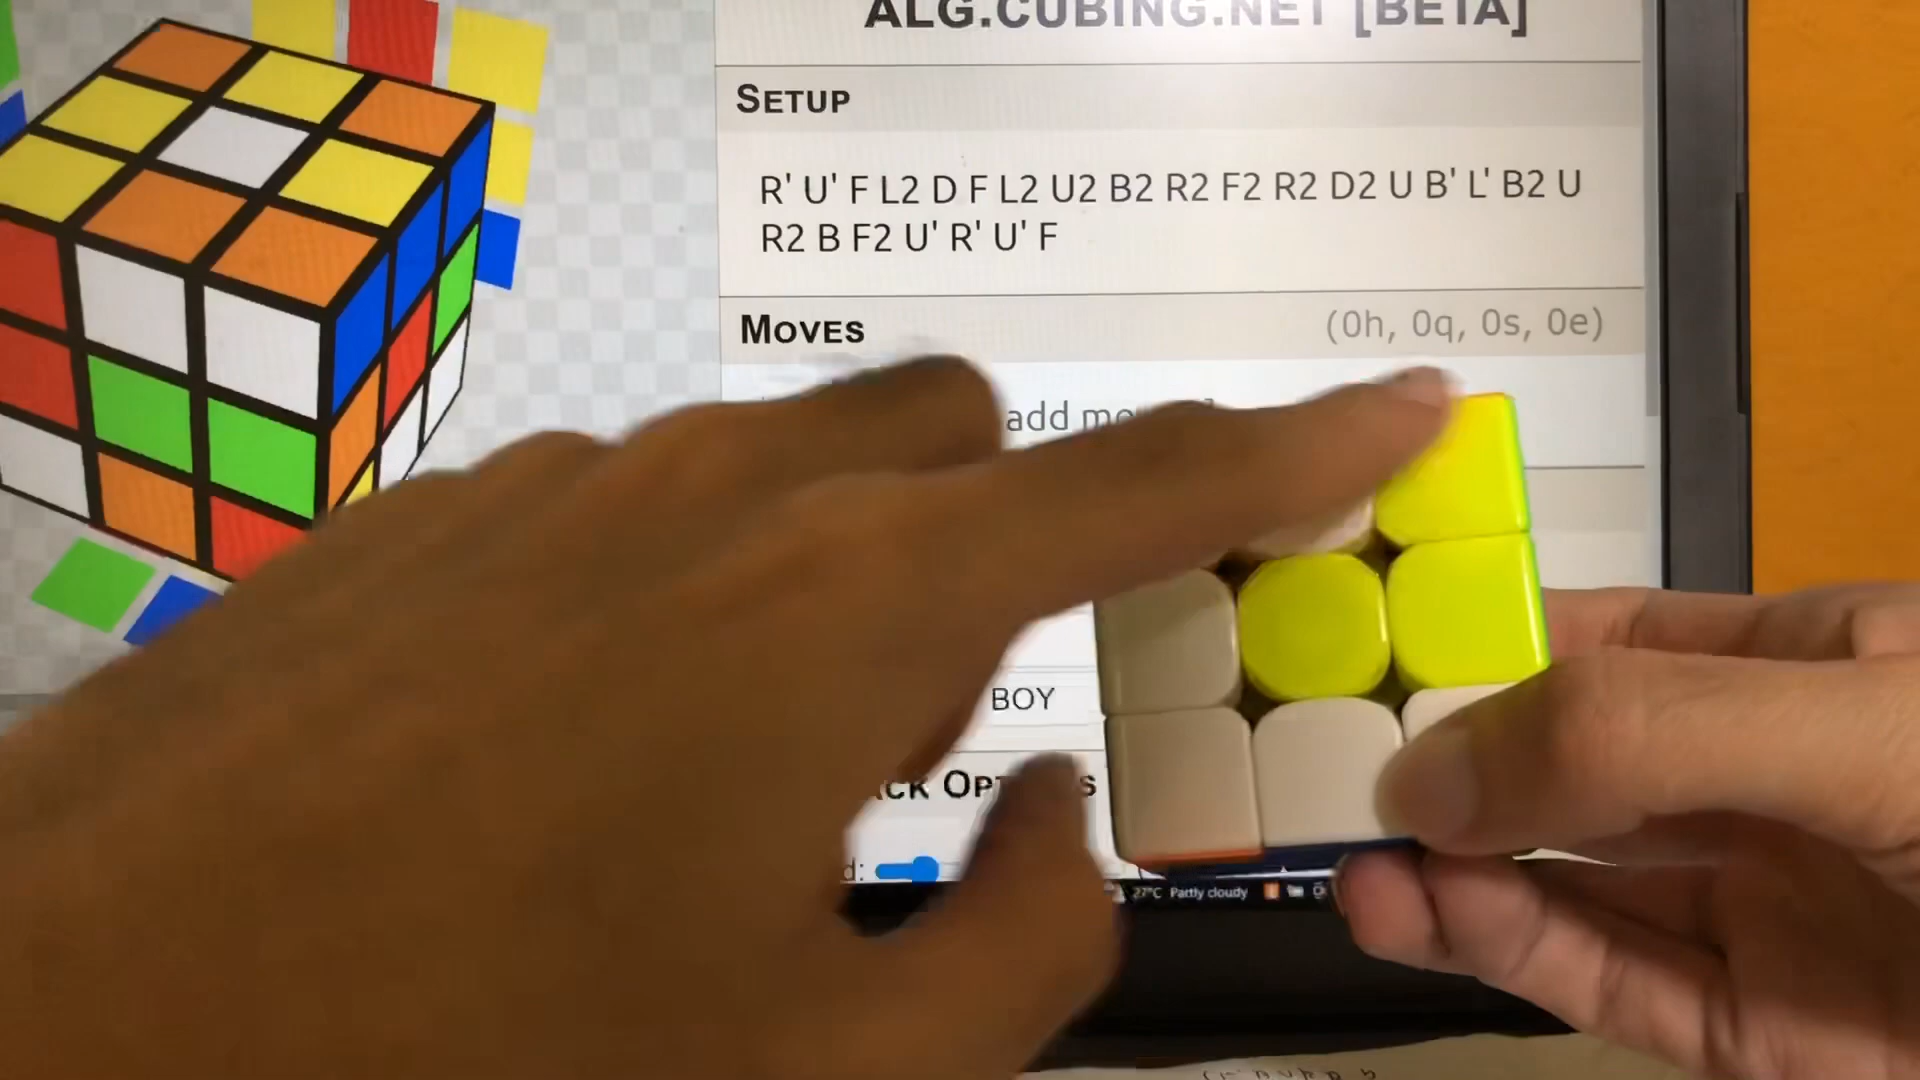 ALG.CUBING.NET [BETA]
SETUP
R' U' F L2 D F L2 U2 B2 R2 F2 R2 D2 U B' L' B2 U
R2 B F2 U' R' U' F
MOVES (0h, 0q, 0s, 0e)
add
BOY
27°C Partly cloudy